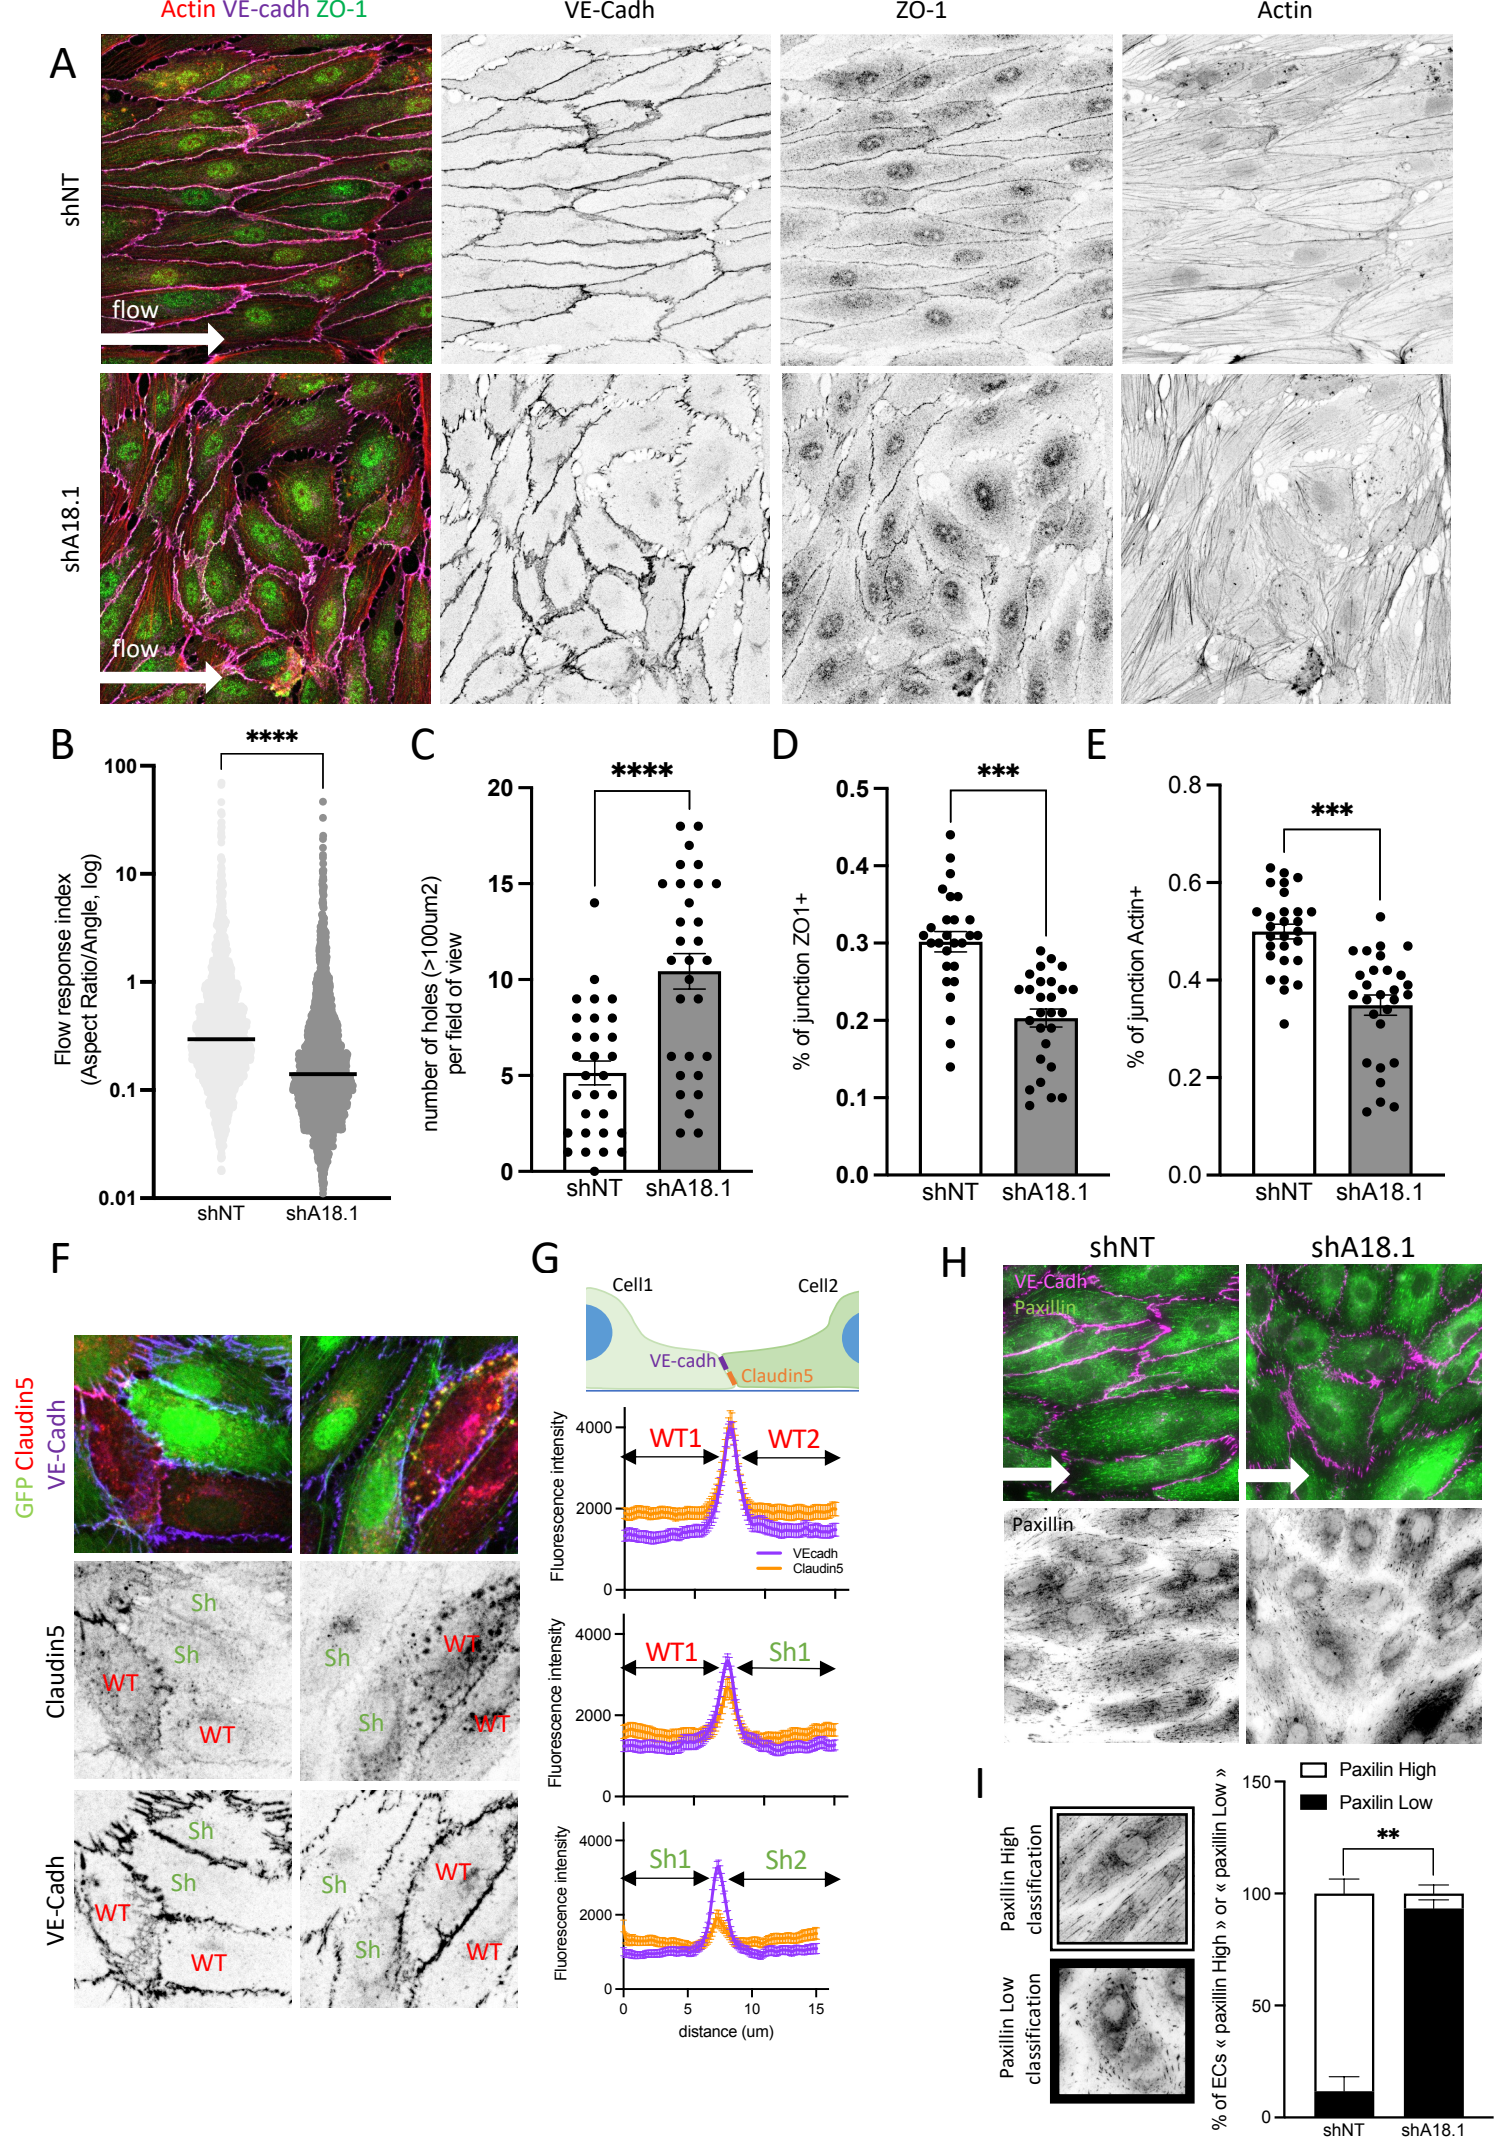 Actin VE-cadh ZO-1
VE-Cadh
ZO-1
Actin
A
shNT
flow
shA18.1
flow
B
****
100
10
1
0.1
0.01
Flow response index
(Aspect Ratio/Angle, log)
shNT
shA18.1
C
****
20
15
10
5
0
number of holes (>100um2)
per field of view
shNT
shA18.1
D
***
0.5
0.4
0.3
0.2
0.1
0.0
% of junction ZO1+
shNT
shA18.1
E
***
0.8
0.6
0.4
0.2
0.0
% of junction Actin+
shNT
shA18.1
F
GFP Claudin5
VE-Cadh
Claudin5
Sh
Sh
WT
WT
Sh
WT
Sh
WT
VE-Cadh
Sh
Sh
WT
WT
Sh
WT
Sh
WT
G
Cell1
Cell2
VE-cadh
Claudin5
Fluorescence intensity
4000
2000
0
WT1
WT2
VEcadh
Claudin5
Fluorescence intensity
4000
2000
0
WT1
Sh1
Fluorescence intensity
4000
2000
0
Sh1
Sh2
0
5
10
15
distance (um)
H
shNT
shA18.1
VE-Cadh
Paxillin
Paxillin
I
Paxillin High
classification
Paxillin Low
classification
% of ECs « paxillin High » or « paxillin Low »
150
100
50
0
Paxilin High
Paxilin Low
**
shNT
shA18.1